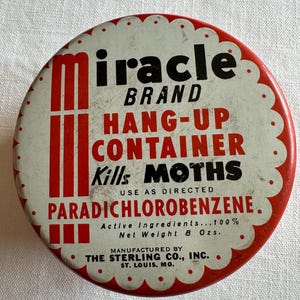 miracle
BRAND
HANG-UP
CONTAINER
Kills MOTHS
USE AS DIRECTED
PARADICHLOROBENZENE
Active Ingredients...100%
Net Weight 8 Ozs.
MANUFACTURED BY
THE STERLING CO., INC.
ST. LOUIS, MO.